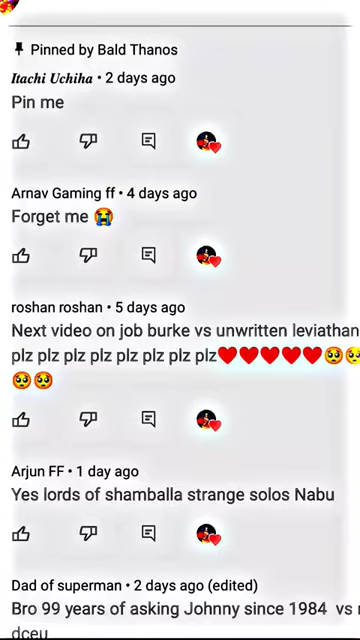 Pinned by Bald Thanos
Itachi Uchiha • 2 days ago
Pin me
Arnav Gaming ff • 4 days ago
Forget me 😭
roshan roshan • 5 days ago
Next video on job burke vs unwritten leviathan
plz plz plz plz plz plz plz plz❤️❤️❤️❤️❤️🥺🥺
🥺🥺
Arjun FF • 1 day ago
Yes lords of shamballa strange solos Nabu
Dad of superman • 2 days ago (edited)
Bro 99 years of asking Johnny since 1984 vs
dceu